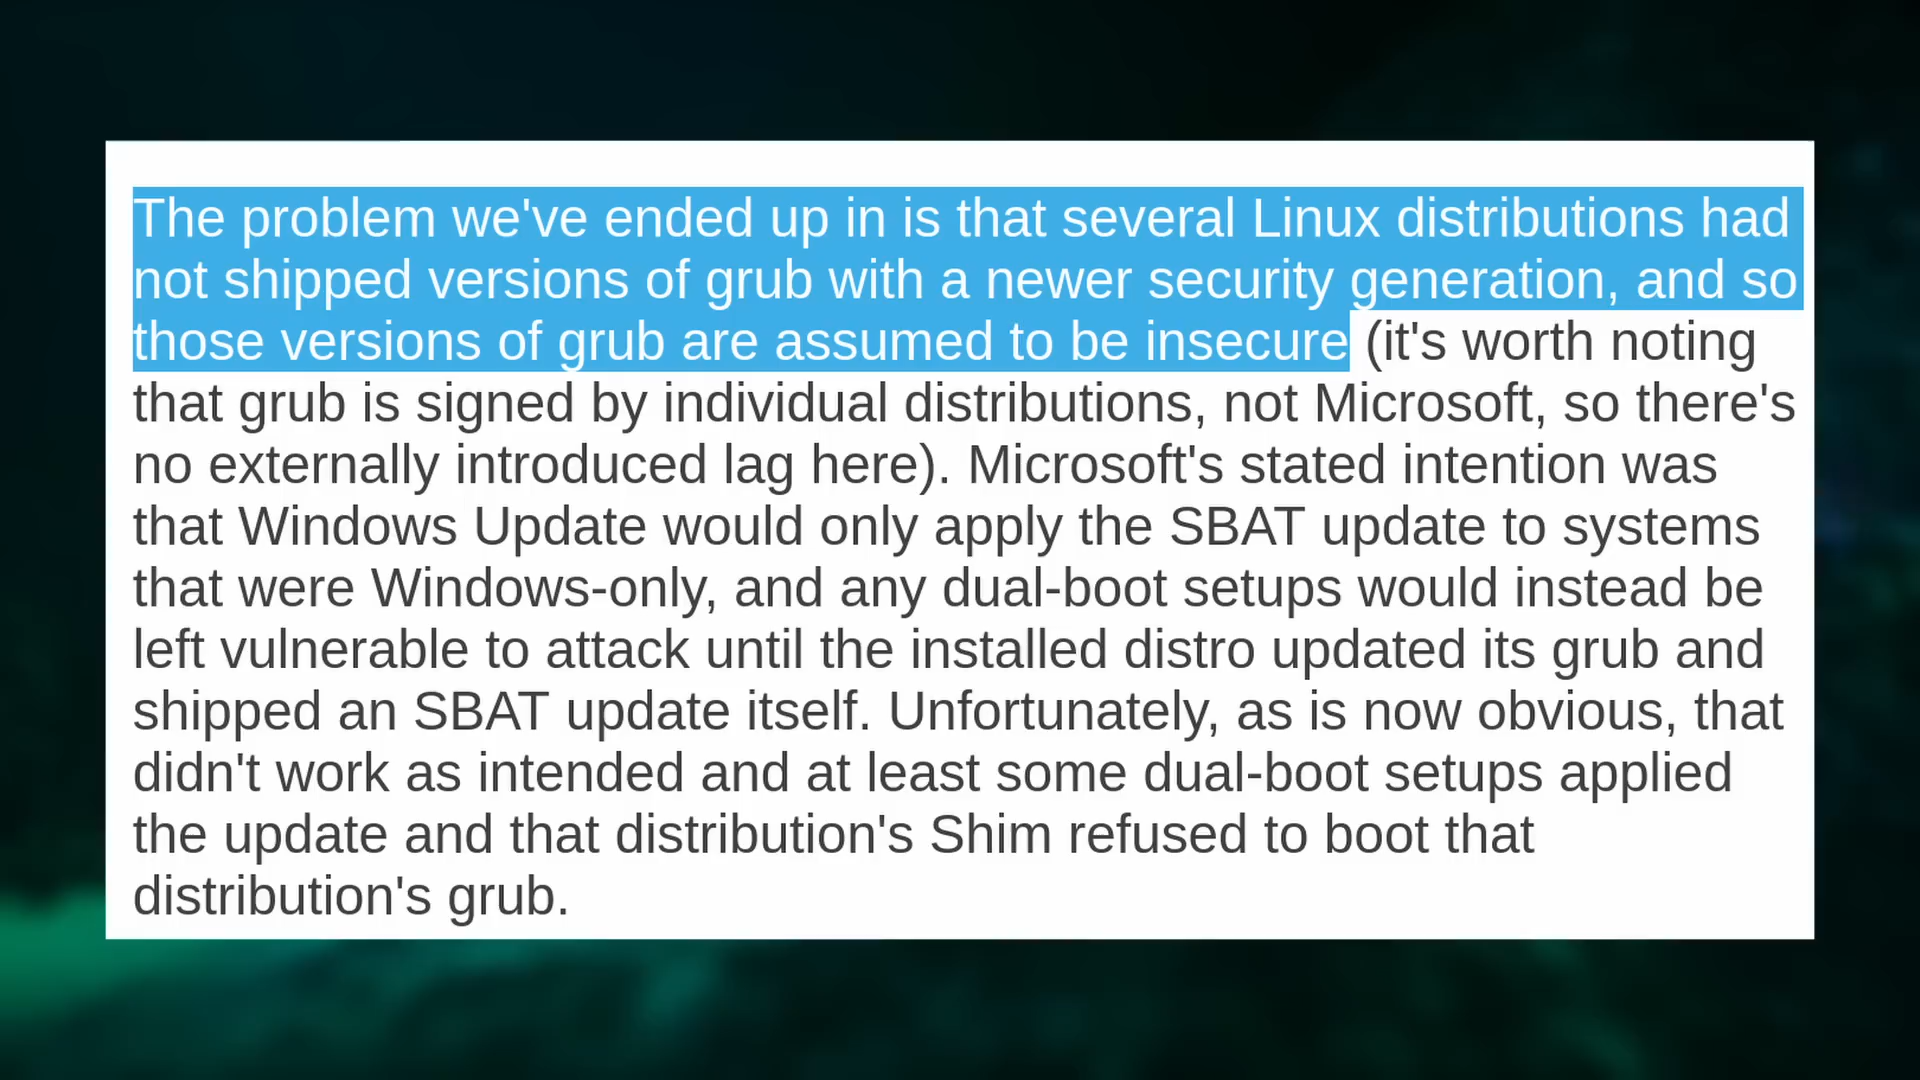 The problem we've ended up in is that several Linux distributions had
not shipped versions of grub with a newer security generation, and so
those versions of grub are assumed to be insecure (it's worth noting
that grub is signed by individual distributions, not Microsoft, so there's
no externally introduced lag here). Microsoft's stated intention was
that Windows Update would only apply the SBAT update to systems
that were Windows-only, and any dual-boot setups would instead be
left vulnerable to attack until the installed distro updated its grub and
shipped an SBAT update itself. Unfortunately, as is now obvious, that
didn't work as intended and at least some dual-boot setups applied
the update and that distribution's Shim refused to boot that
distribution's grub.